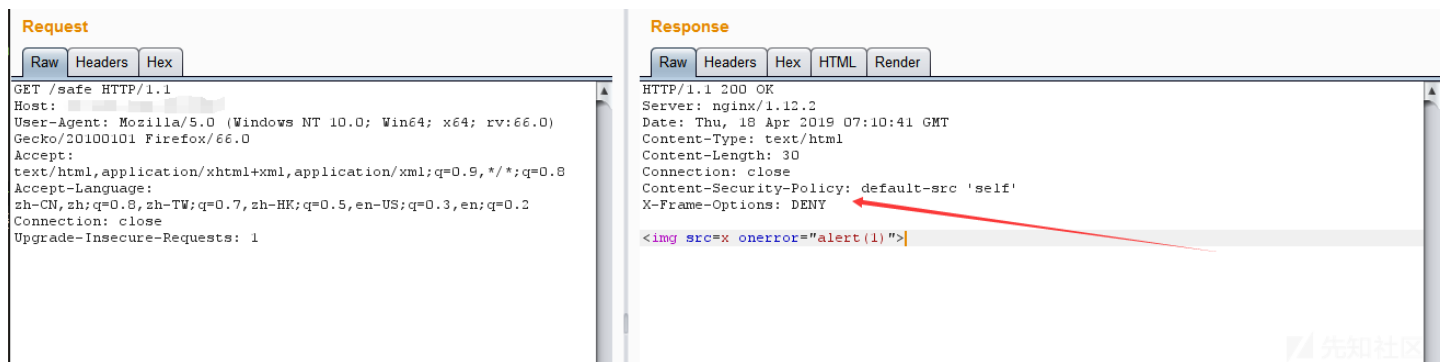 Request
Raw Headers Hex
GET /safe HTTP/1.1
Host:
User-Agent: Mozilla/5.0 (Windows NT 10.0; Win64; x64; rv:66.0)
Gecko/20100101 Firefox/66.0
Accept:
text/html,application/xhtml+xml,application/xml;q=0.9,*/*;q=0.8
Accept-Language:
zh-CN,zh;q=0.8,zh-TW;q=0.7,zh-HK;q=0.5,en-US;q=0.3,en;q=0.2
Connection: close
Upgrade-Insecure-Requests: 1
Response
Raw Headers Hex HTML Render
HTTP/1.1 200 OK
Server: nginx/1.12.2
Date: Thu, 18 Apr 2019 07:10:41 GMT
Content-Type: text/html
Content-Length: 30
Connection: close
Content-Security-Policy: default-src 'self'
X-Frame-Options: DENY
<img src=x onerror="alert(1)">
先知社区